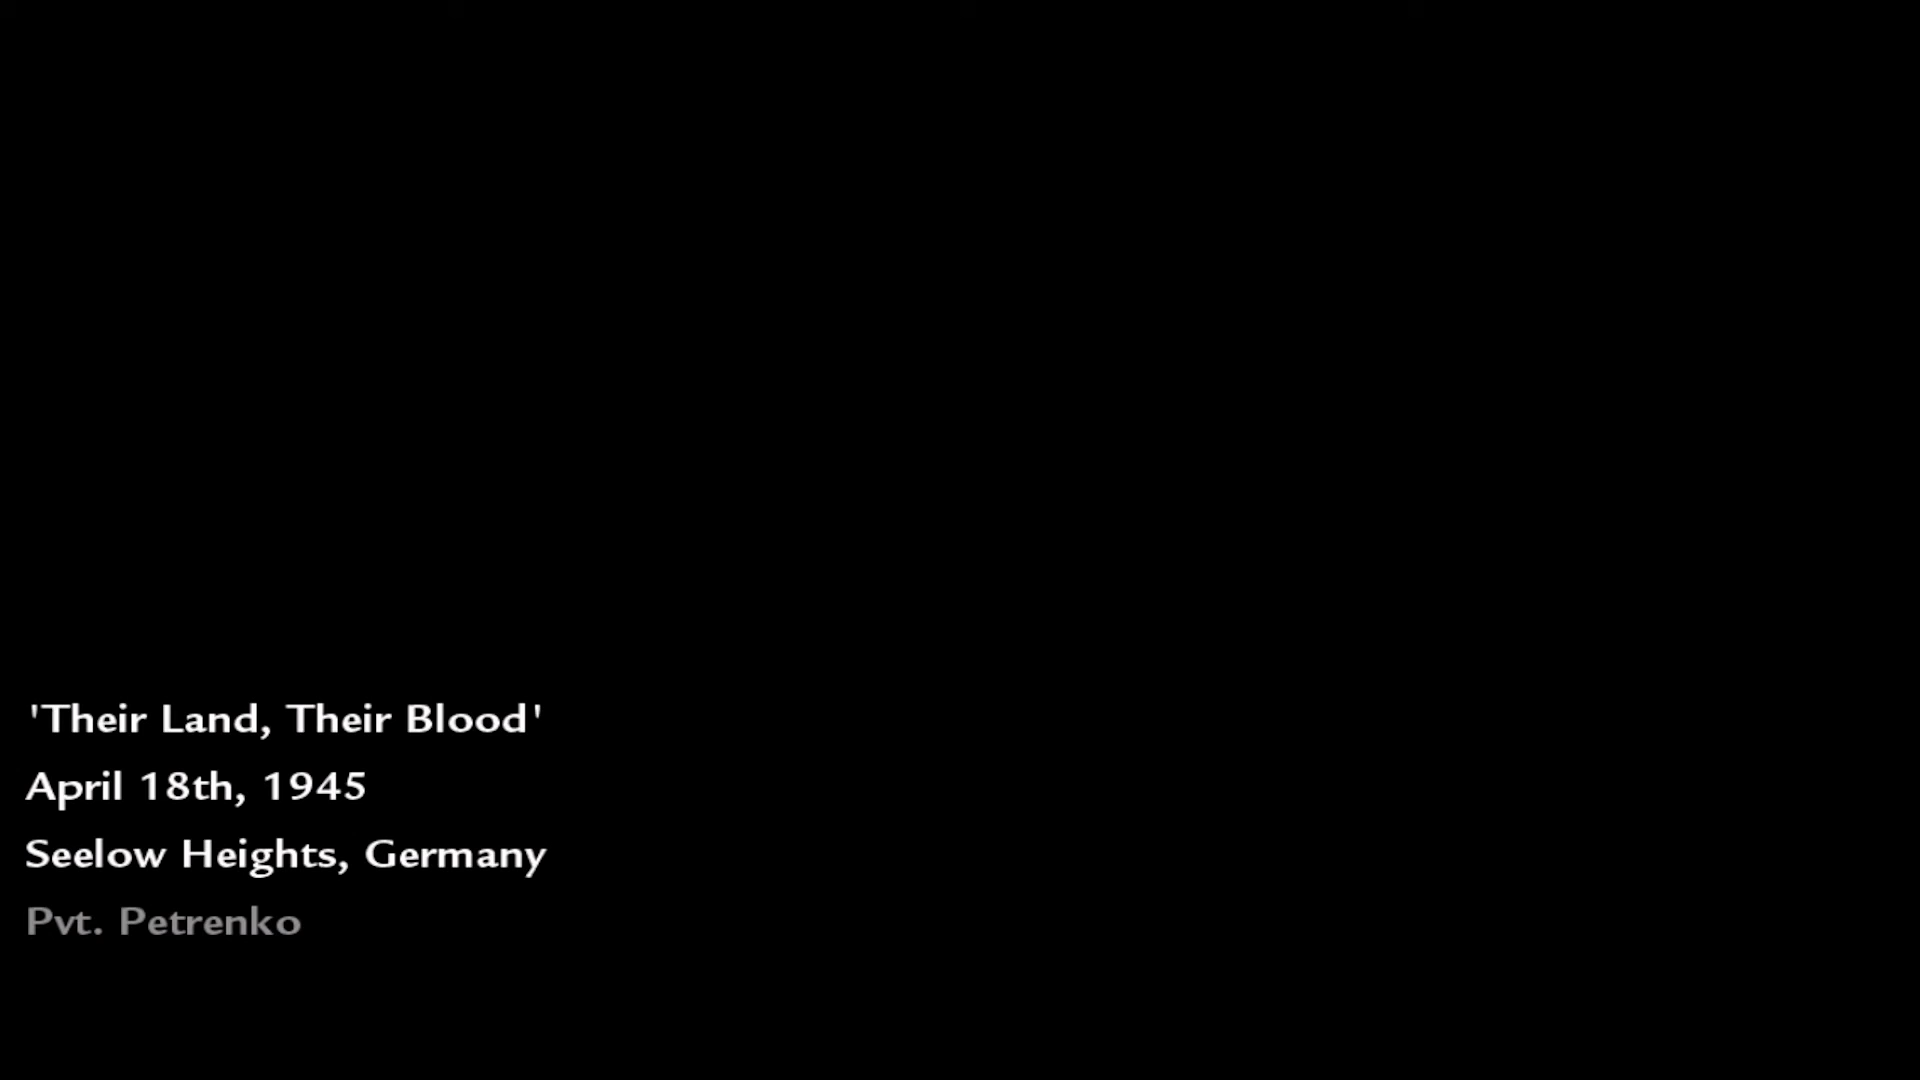 'Their Land, Their Blood'
April 18th, 1945
Seelow Heights, Germany
Pvt. Petrenko